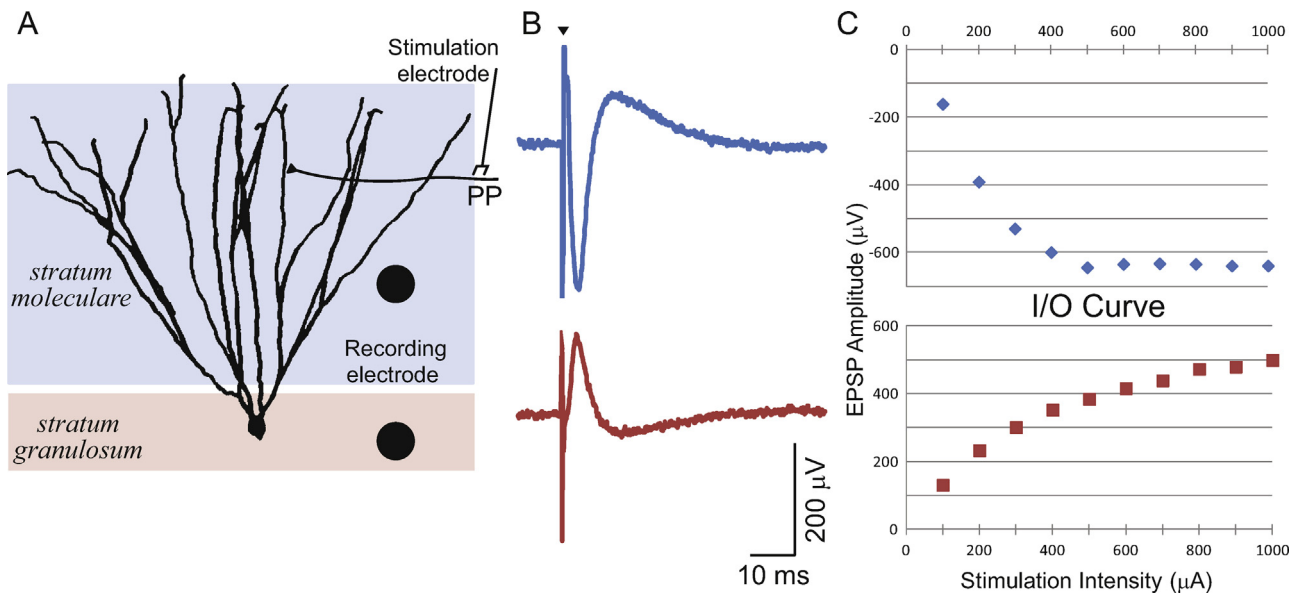 A
Stimulation
electrode
PP
stratum
moleculare
Recording
electrode
stratum
granulosum
B
200 μV
10 ms
C
0 200 400 600 800 1000
0
-200
-400
-600
I/O Curve
600
400
200
0
EPSP Amplitude (μV)
0 200 400 600 800 1000
Stimulation Intensity (μA)